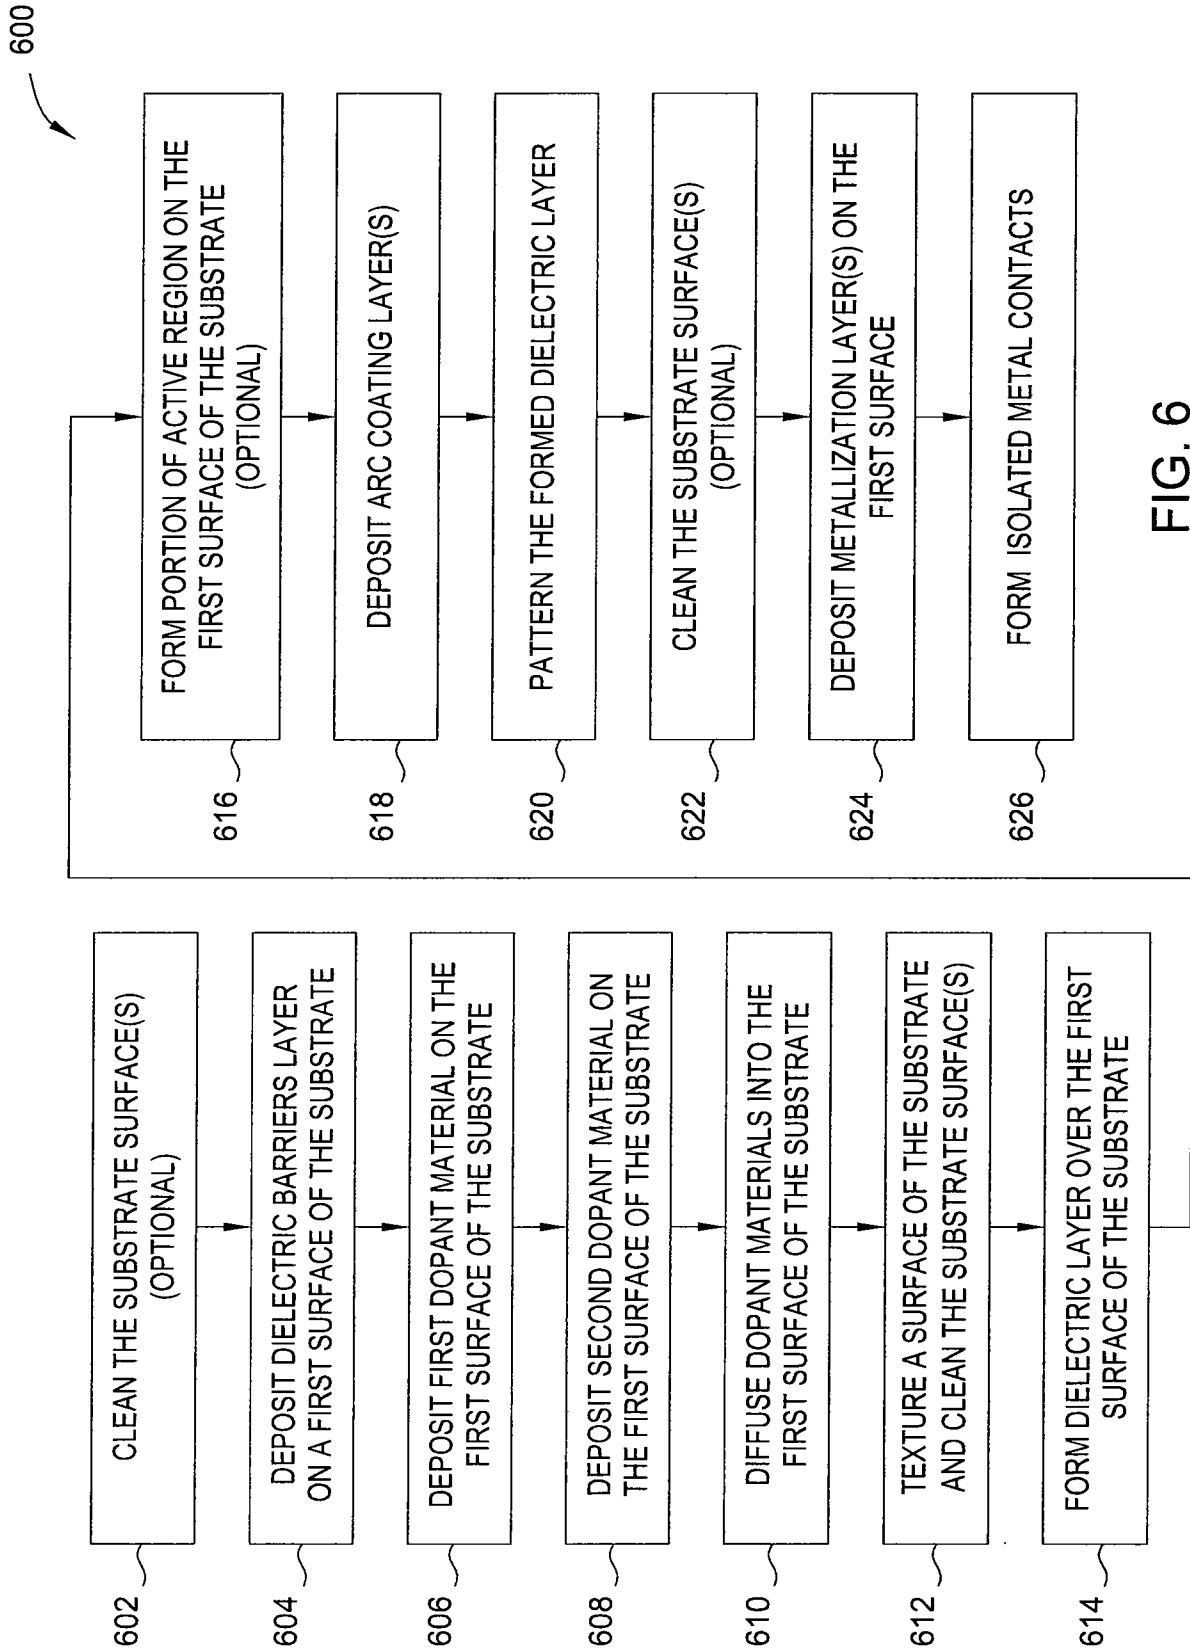 600
602
CLEAN THE SUBSTRATE SURFACE(S)
(OPTIONAL)
604
DEPOSIT DIELECTRIC BARRIERS LAYER
ON A FIRST SURFACE OF THE SUBSTRATE
606
DEPOSIT FIRST DOPANT MATERIAL ON THE
FIRST SURFACE OF THE SUBSTRATE
608
DEPOSIT SECOND DOPANT MATERIAL ON
THE FIRST SURFACE OF THE SUBSTRATE
610
DIFFUSE DOPANT MATERIALS INTO THE
FIRST SURFACE OF THE SUBSTRATE
612
TEXTURE A SURFACE OF THE SUBSTRATE
AND CLEAN THE SUBSTRATE SURFACE(S)
614
FORM DIELECTRIC LAYER OVER THE FIRST
SURFACE OF THE SUBSTRATE
616
FORM PORTION OF ACTIVE REGION ON THE
FIRST SURFACE OF THE SUBSTRATE
(OPTIONAL)
618
DEPOSIT ARC COATING LAYER(S)
620
PATTERN THE FORMED DIELECTRIC LAYER
622
CLEAN THE SUBSTRATE SURFACE(S)
(OPTIONAL)
624
DEPOSIT METALLIZATION LAYER(S) ON THE
FIRST SURFACE
626
FORM ISOLATED METAL CONTACTS
FIG. 6